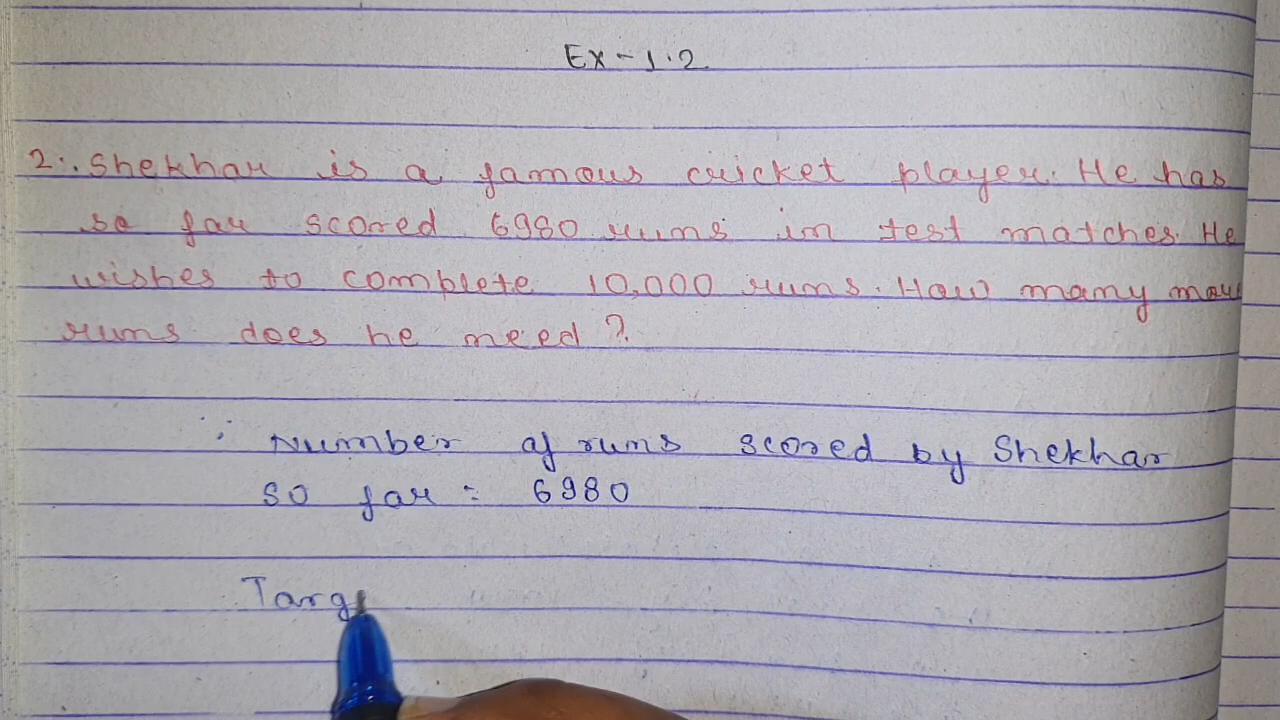 Ex - 1.2
2:. Shekhar is a famous cricket player. He has
so far scored 6980 runs in test matches. He
wishes to complete 10,000 runs. How many more
runs does he need?
∴ Number of runs scored by Shekhar
so far = 6980
Targ